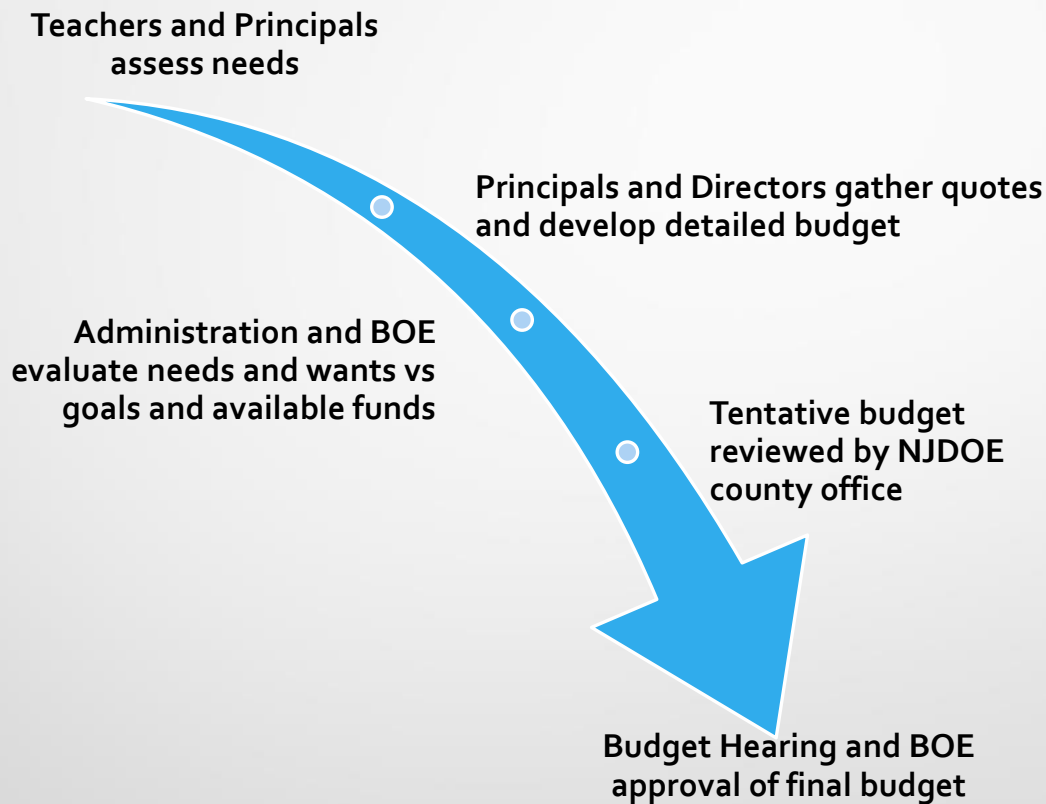 Teachers and Principals
assess needs
Principals and Directors gather quotes
and develop detailed budget
Administration and BOE
evaluate needs and wants vs
goals and available funds
Tentative budget
reviewed by NJDOE
county office
Budget Hearing and BOE
approval of final budget